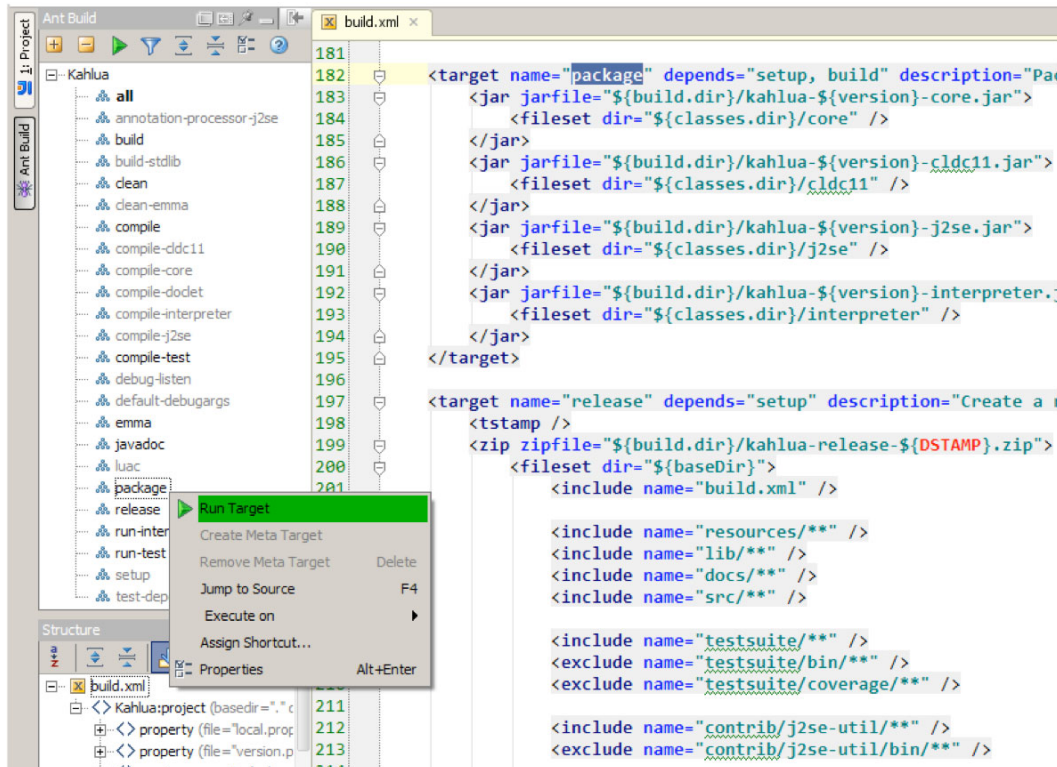 1: Project
Ant Build
Ant Build
Kahlua
all
annotation-processor-j2se
build
build-stdlib
clean
clean-emma
compile
compile-cldc11
compile-core
compile-doclet
compile-interpreter
compile-j2se
compile-test
debug-listen
default-debugargs
emma
javadoc
luac
package
release
run-inter
run-test
setup
test-dep
Run Target
Create Meta Target
Remove Meta Target Delete
Jump to Source F4
Execute on
Assign Shortcut...
Properties Alt+Enter
Structure
build.xml
Kahlua:project (basedir="."
property (file="local.prop
property (file="version.p
build.xml
181
182 <target name="package" depends="setup, build" description="Pac
183 <jar jarfile="${build.dir}/kahlua-${version}-core.jar">
184 <fileset dir="${classes.dir}/core" />
185 </jar>
186 <jar jarfile="${build.dir}/kahlua-${version}-cldc11.jar">
187 <fileset dir="${classes.dir}/cldc11" />
188 </jar>
189 <jar jarfile="${build.dir}/kahlua-${version}-j2se.jar">
190 <fileset dir="${classes.dir}/j2se" />
191 </jar>
192 <jar jarfile="${build.dir}/kahlua-${version}-interpreter.j
193 <fileset dir="${classes.dir}/interpreter" />
194 </jar>
195 </target>
196
197 <target name="release" depends="setup" description="Create a r
198 <tstamp />
199 <zip zipfile="${build.dir}/kahlua-release-${DSTAMP}.zip">
200 <fileset dir="${baseDir}">
201 <include name="build.xml" />
<include name="resources/**" />
<include name="lib/**" />
<include name="docs/**" />
<include name="src/**" />
<include name="testsuite/**" />
<exclude name="testsuite/bin/**" />
<exclude name="testsuite/coverage/**" />
211
212 <include name="contrib/j2se-util/**" />
213 <exclude name="contrib/j2se-util/bin/**" />